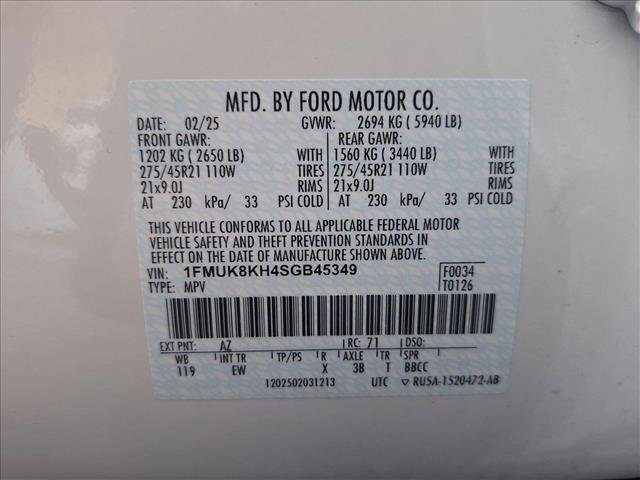 MFD. BY FORD MOTOR CO.
DATE: 02/25 GVWR: 2694 KG ( 5940 LB)
FRONT GAWR: REAR GAWR:
1202 KG ( 2650 LB) WITH 1560 KG ( 3440 LB) WITH
275/45R21 110W TIRES 275/45R21 110W TIRES
21x9.0J RIMS 21x9.0J RIMS
AT 230 kPa/ 33 PSI COLD AT 230 kPa/ 33 PSI COLD
THIS VEHICLE CONFORMS TO ALL APPLICABLE FEDERAL MOTOR
VEHICLE SAFETY AND THEFT PREVENTION STANDARDS IN
EFFECT ON THE DATE OF MANUFACTURE SHOWN ABOVE.
VIN: 1FMUK8KH4SGB45349 F0034
TYPE: MPV T0126
EXT PNT: AZ RC: 71 DSO:
WB INT TR TP/PS R AXLE TR SPR
119 EW X 3B T BBCC
1202502031213 UTC ▽ RU5A-1520472-AB